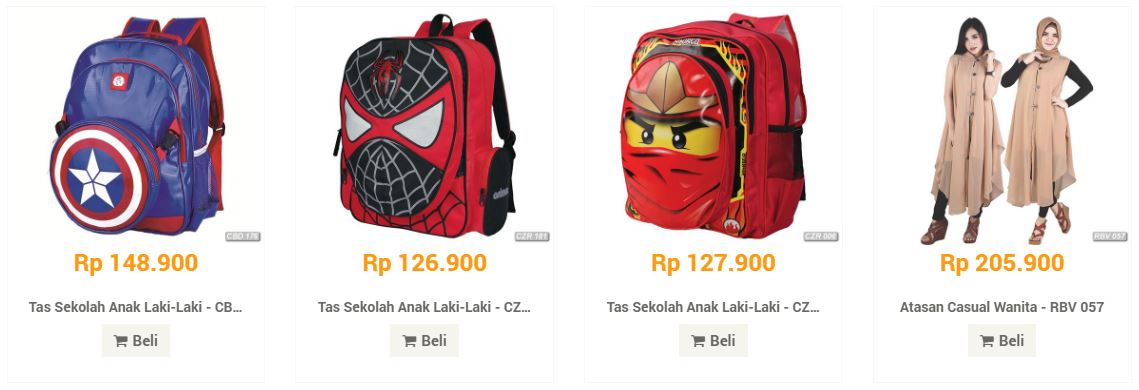 CBD 176
CZR 181
CZR 006
RBV 057
Rp 148.900
Rp 126.900
Rp 127.900
Rp 205.900
Tas Sekolah Anak Laki-Laki - CB...
Tas Sekolah Anak Laki-Laki - CZ...
Tas Sekolah Anak Laki-Laki - CZ...
Atasan Casual Wanita - RBV 057
Beli
Beli
Beli
Beli